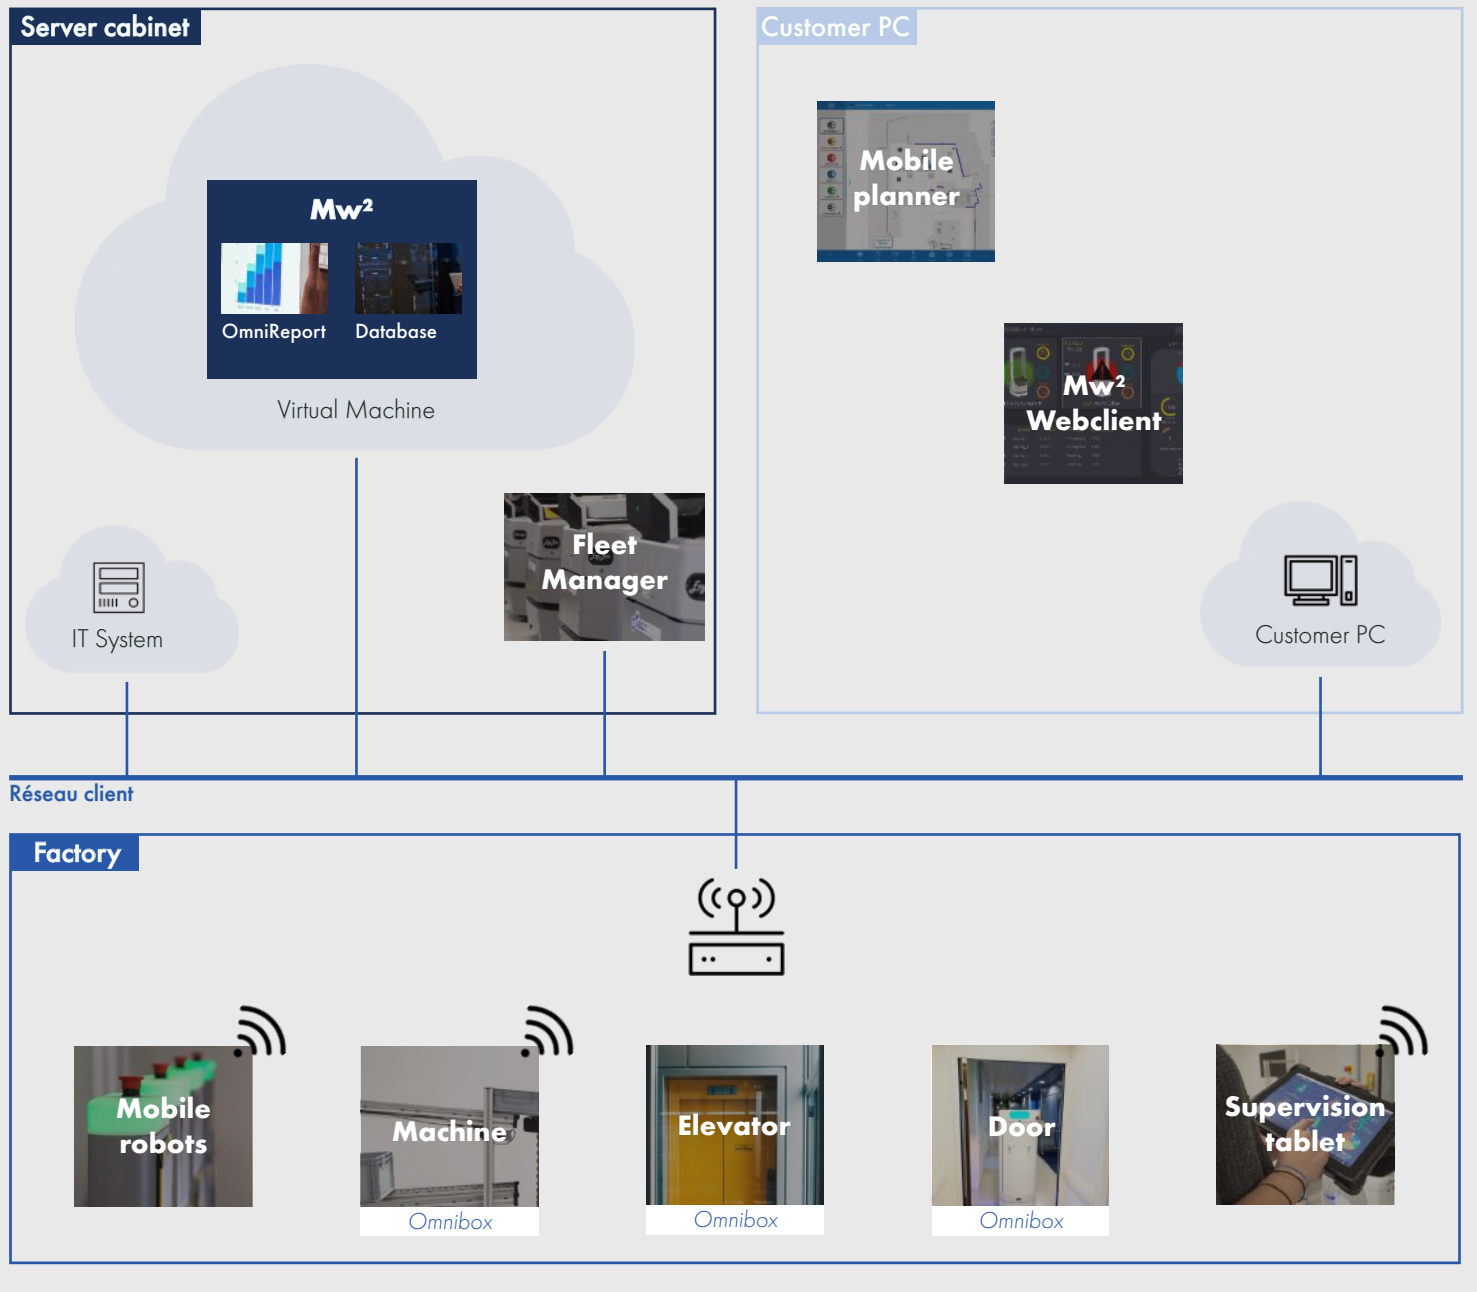 Server cabinet
Customer PC
Mobile
planner
Mw²
OmniReport
Database
Virtual Machine
Mw²
Webclient
Fleet
Manager
IT System
Customer PC
Réseau client
Factory
Mobile
robots
Machine
Elevator
Door
Supervision
tablet
Omnibox
Omnibox
Omnibox